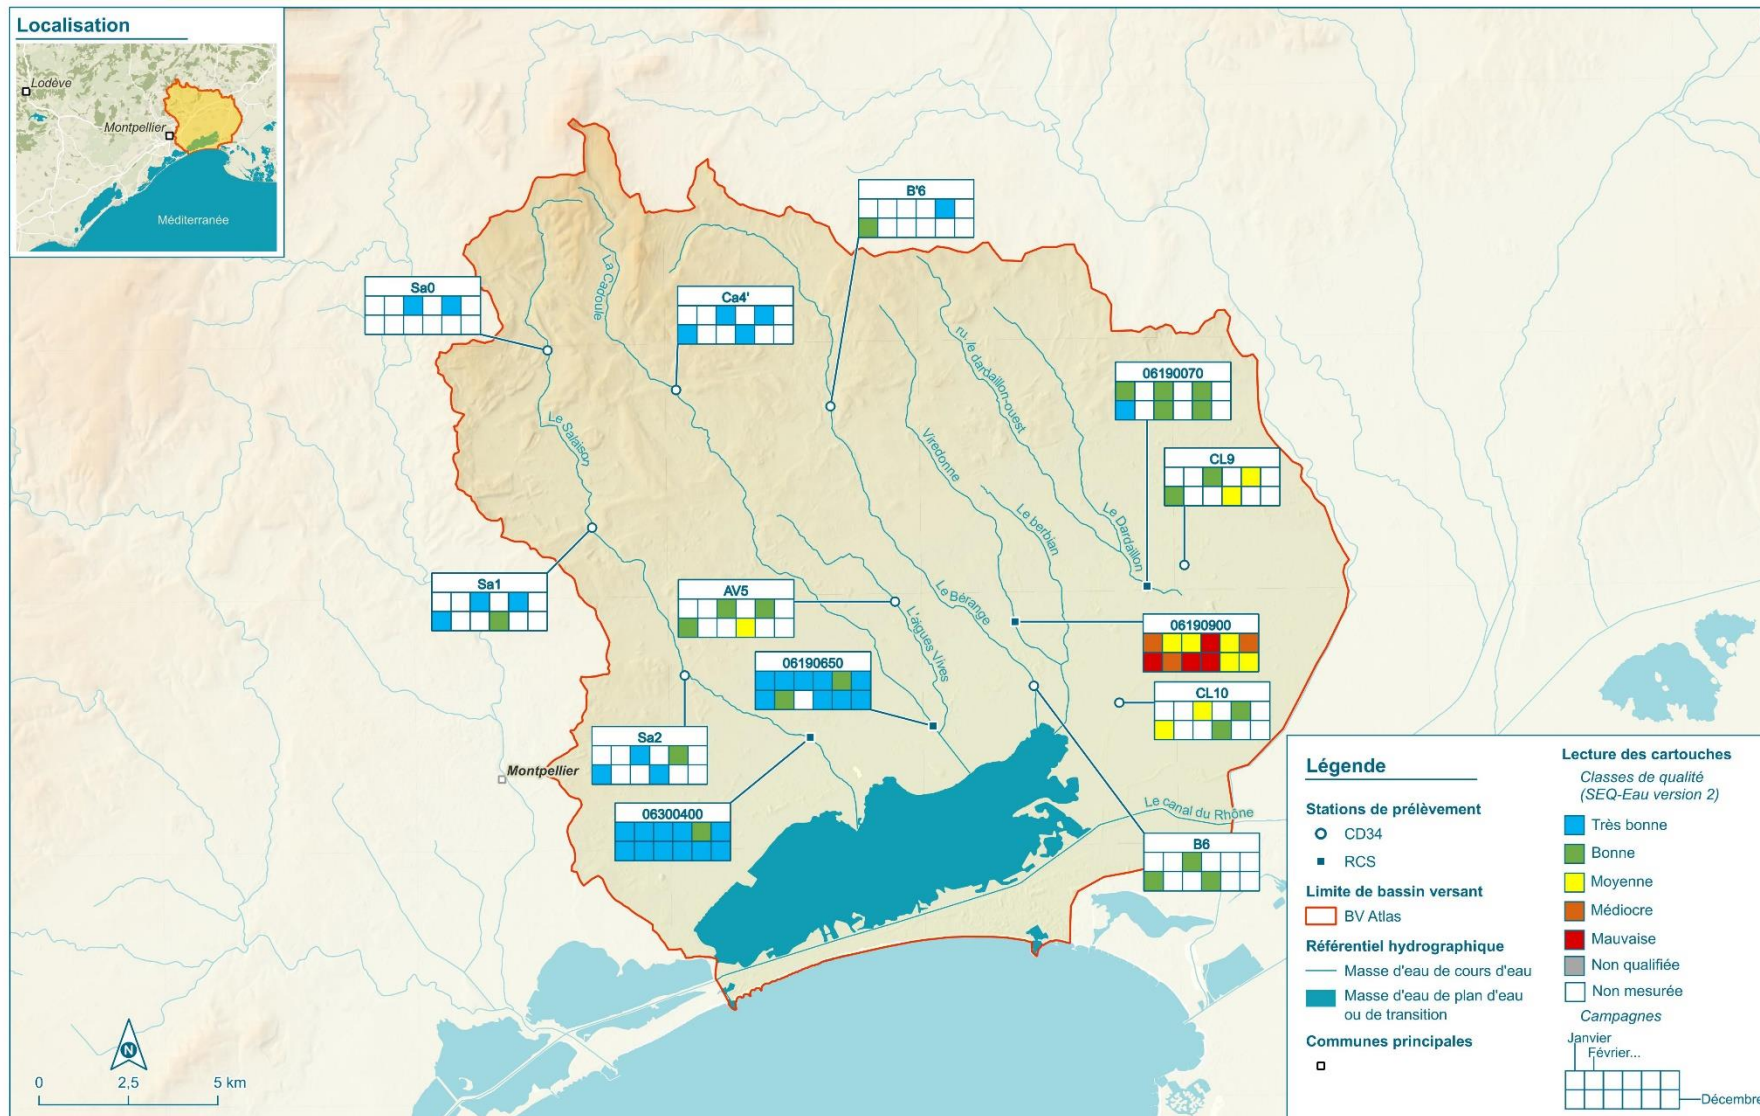 Localisation
Lodève
Montpellier
Méditerranée
B'6
Sa0
Ca4'
La Cadoule
ru. le dardaillon-ouest
06190070
Le Salaison
Viredonne
CL9
Le berbian
Le Dardaillon
Sa1
AV5
Le Bérange
L'aigues Vives
06190900
06190650
CL10
Sa2
Montpellier
06300400
Le canal du Rhône
B6
N
0 2,5 5 km
Légende
Stations de prélèvement
CD34
RCS
Limite de bassin versant
BV Atlas
Référentiel hydrographique
Masse d'eau de cours d'eau
Masse d'eau de plan d'eau
ou de transition
Communes principales
Lecture des cartouches
Classes de qualité
(SEQ-Eau version 2)
Très bonne
Bonne
Moyenne
Médiocre
Mauvaise
Non qualifiée
Non mesurée
Campagnes
Janvier
Février...
Décembre